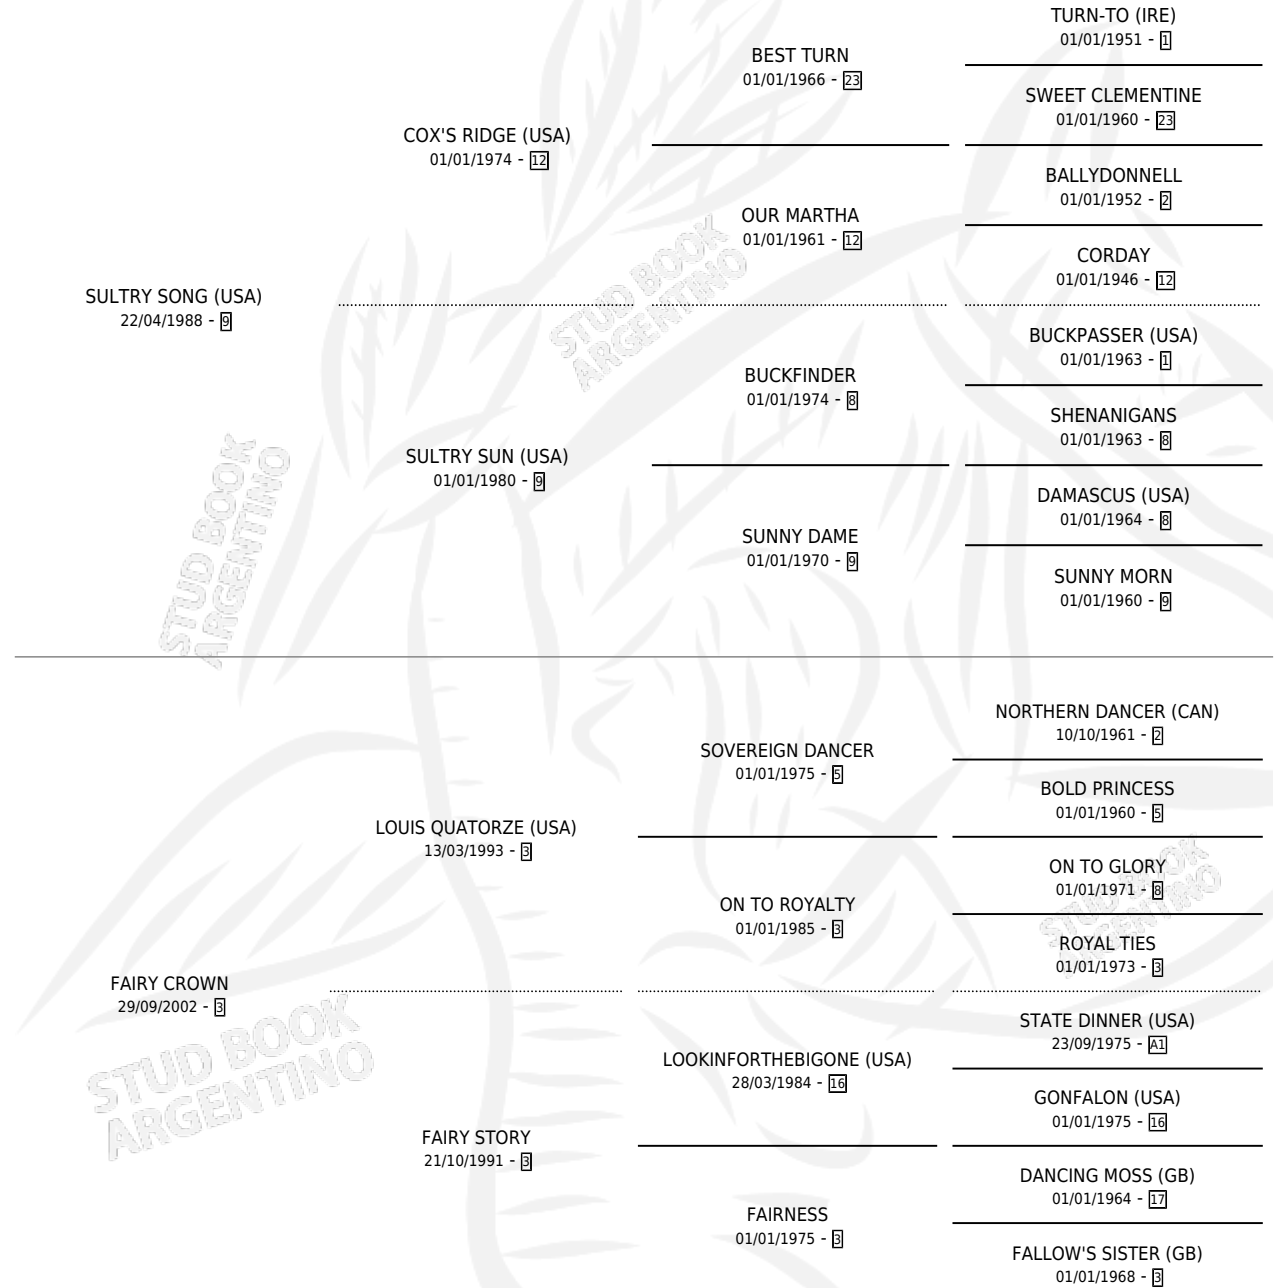 TURN-TO (IRE)
01/01/1951 - 1
BEST TURN
01/01/1966 - 23
SWEET CLEMENTINE
01/01/1960 - 23
COX'S RIDGE (USA)
01/01/1974 - 12
BALLYDONNELL
01/01/1952 - 2
OUR MARTHA
01/01/1961 - 12
CORDAY
01/01/1946 - 12
SULTRY SONG (USA)
22/04/1988 - 9
STUD BOOK
ARGENTINO
BUCKPASSER (USA)
01/01/1963 - 1
BUCKFINDER
01/01/1974 - 8
SHENANIGANS
01/01/1963 - 8
SULTRY SUN (USA)
01/01/1980 - 9
DAMASCUS (USA)
01/01/1964 - 8
SUNNY DAME
01/01/1970 - 9
SUNNY MORN
01/01/1960 - 9
STUD BOOK
ARGENTINO
NORTHERN DANCER (CAN)
10/10/1961 - 2
SOVEREIGN DANCER
01/01/1975 - 5
BOLD PRINCESS
01/01/1960 - 5
LOUIS QUATORZE (USA)
13/03/1993 - 3
ON TO GLORY
01/01/1971 - 8
ON TO ROYALTY
01/01/1985 - 3
ROYAL TIES
01/01/1973 - 3
STUD BOOK
ARGENTINO
FAIRY CROWN
29/09/2002 - 3
STATE DINNER (USA)
23/09/1975 - A1
LOOKINFORTHEBIGONE (USA)
28/03/1984 - 16
GONFALON (USA)
01/01/1975 - 16
STUD BOOK
ARGENTINO
FAIRY STORY
21/10/1991 - 3
DANCING MOSS (GB)
01/01/1964 - 17
FAIRNESS
01/01/1975 - 3
FALLOW'S SISTER (GB)
01/01/1968 - 3